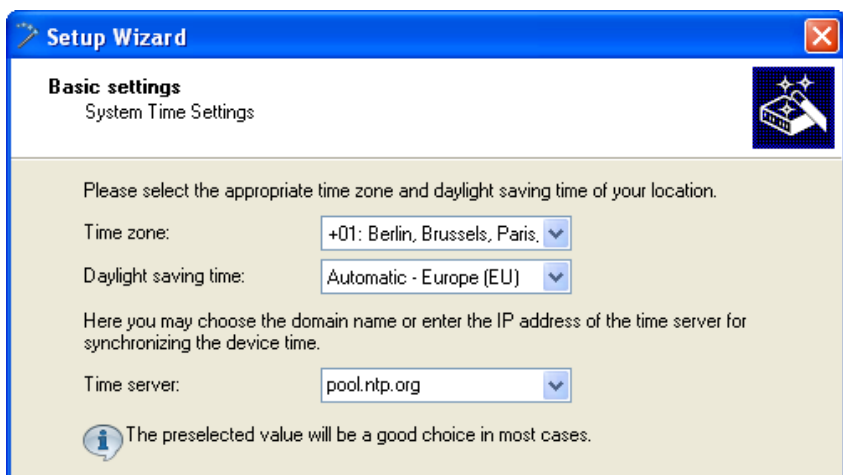 Setup Wizard
Basic settings
System Time Settings
Please select the appropriate time zone and daylight saving time of your location.
Time zone:
+01: Berlin, Brussels, Paris,
Daylight saving time:
Automatic - Europe (EU)
Here you may choose the domain name or enter the IP address of the time server for
synchronizing the device time.
Time server:
pool.ntp.org
The preselected value will be a good choice in most cases.